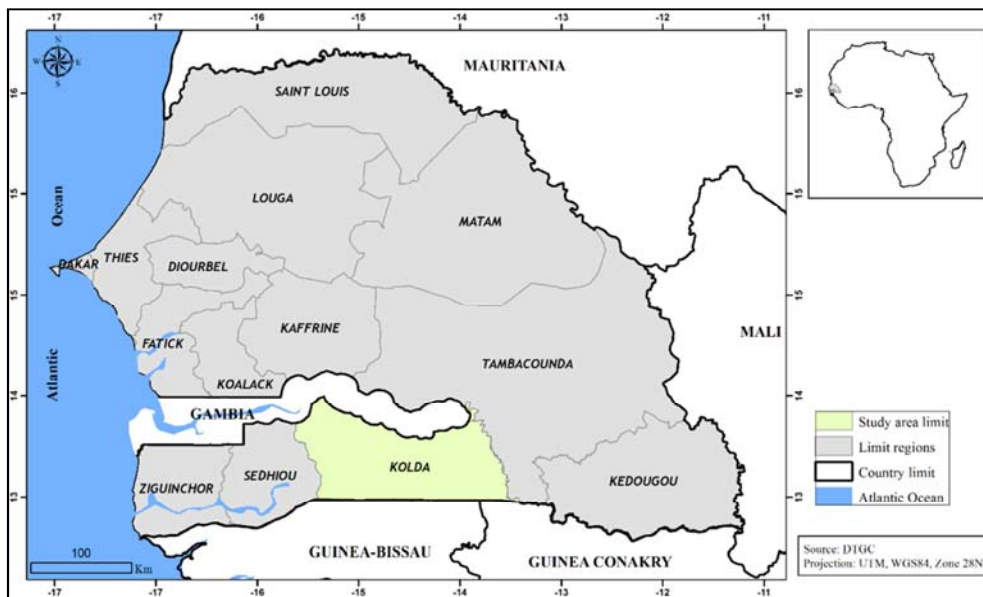 -17 -16 -15 -14 -13 -12 -11
N
W E
S
MAURITANIA
16 16
SAINT LOUIS
Ocean
15 15
LOUGA
MATAM
DAKAR THIES
DIOURBEL
15 15
KAFFRINE
MALI
FATICK
TAMBACOUNDA
Atlantic
KOALACK
14 14
GAMBIA
KOLDA
SEDHIOU
KEDOUGOU
ZIGUINCHOR
13 13
GUINEA-BISSAU
GUINEA CONAKRY
100
Km
-17 -16 -15 -14 -13 -12 -11
Study area limit
Limit regions
Country limit
Atlantic Ocean
Source: DTGC
Projection: UTM, WGS84, Zone 28N